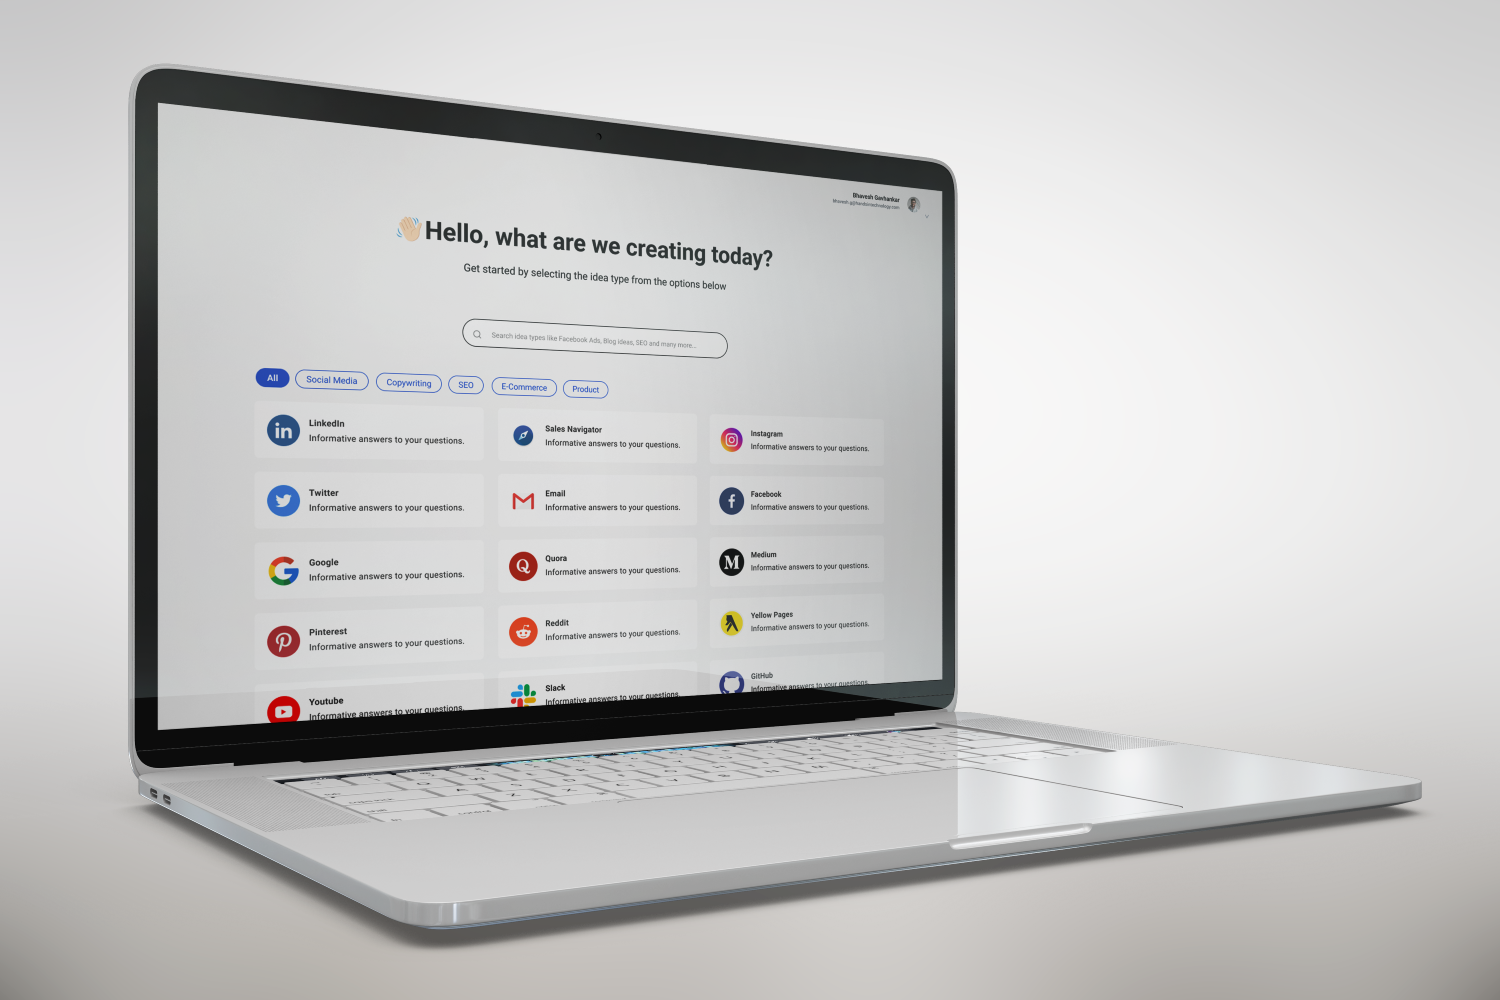 Bhavesh Gavhankar
👋🏻Hello, what are we creating today?
Get started by selecting the idea type from the options below
Search idea types like Facebook Ads, Blog ideas, SEO and many more...
All
Social Media
Copywriting
SEO
E-Commerce
Product
LinkedIn
Informative answers to your questions.
Sales Navigator
Informative answers to your questions.
Instagram
Informative answers to your questions.
Twitter
Informative answers to your questions.
Email
Informative answers to your questions.
Facebook
Informative answers to your questions.
Google
Informative answers to your questions.
Quora
Informative answers to your questions.
Medium
Informative answers to your questions.
Pinterest
Informative answers to your questions.
Reddit
Informative answers to your questions.
Yellow Pages
Informative answers to your questions.
Youtube
Informative answers to your questions.
Slack
Informative answers to your questions.
GitHub
Informative answers to your questions.